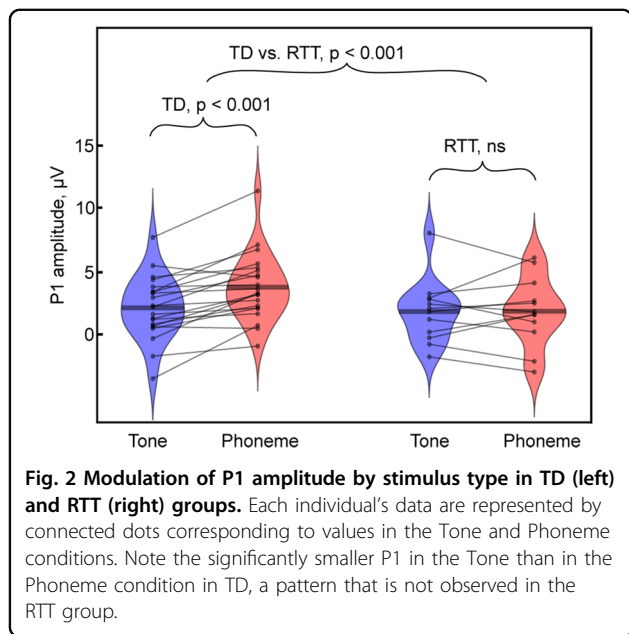 TD vs. RTT, p < 0.001
TD, p < 0.001
RTT, ns
15
10
5
0
P1 amplitude, µV
Tone Phoneme Tone Phoneme
Fig. 2 Modulation of P1 amplitude by stimulus type in TD (left)
and RTT (right) groups. Each individual's data are represented by
connected dots corresponding to values in the Tone and Phoneme
conditions. Note the significantly smaller P1 in the Tone than in the
Phoneme condition in TD, a pattern that is not observed in the
RTT group.